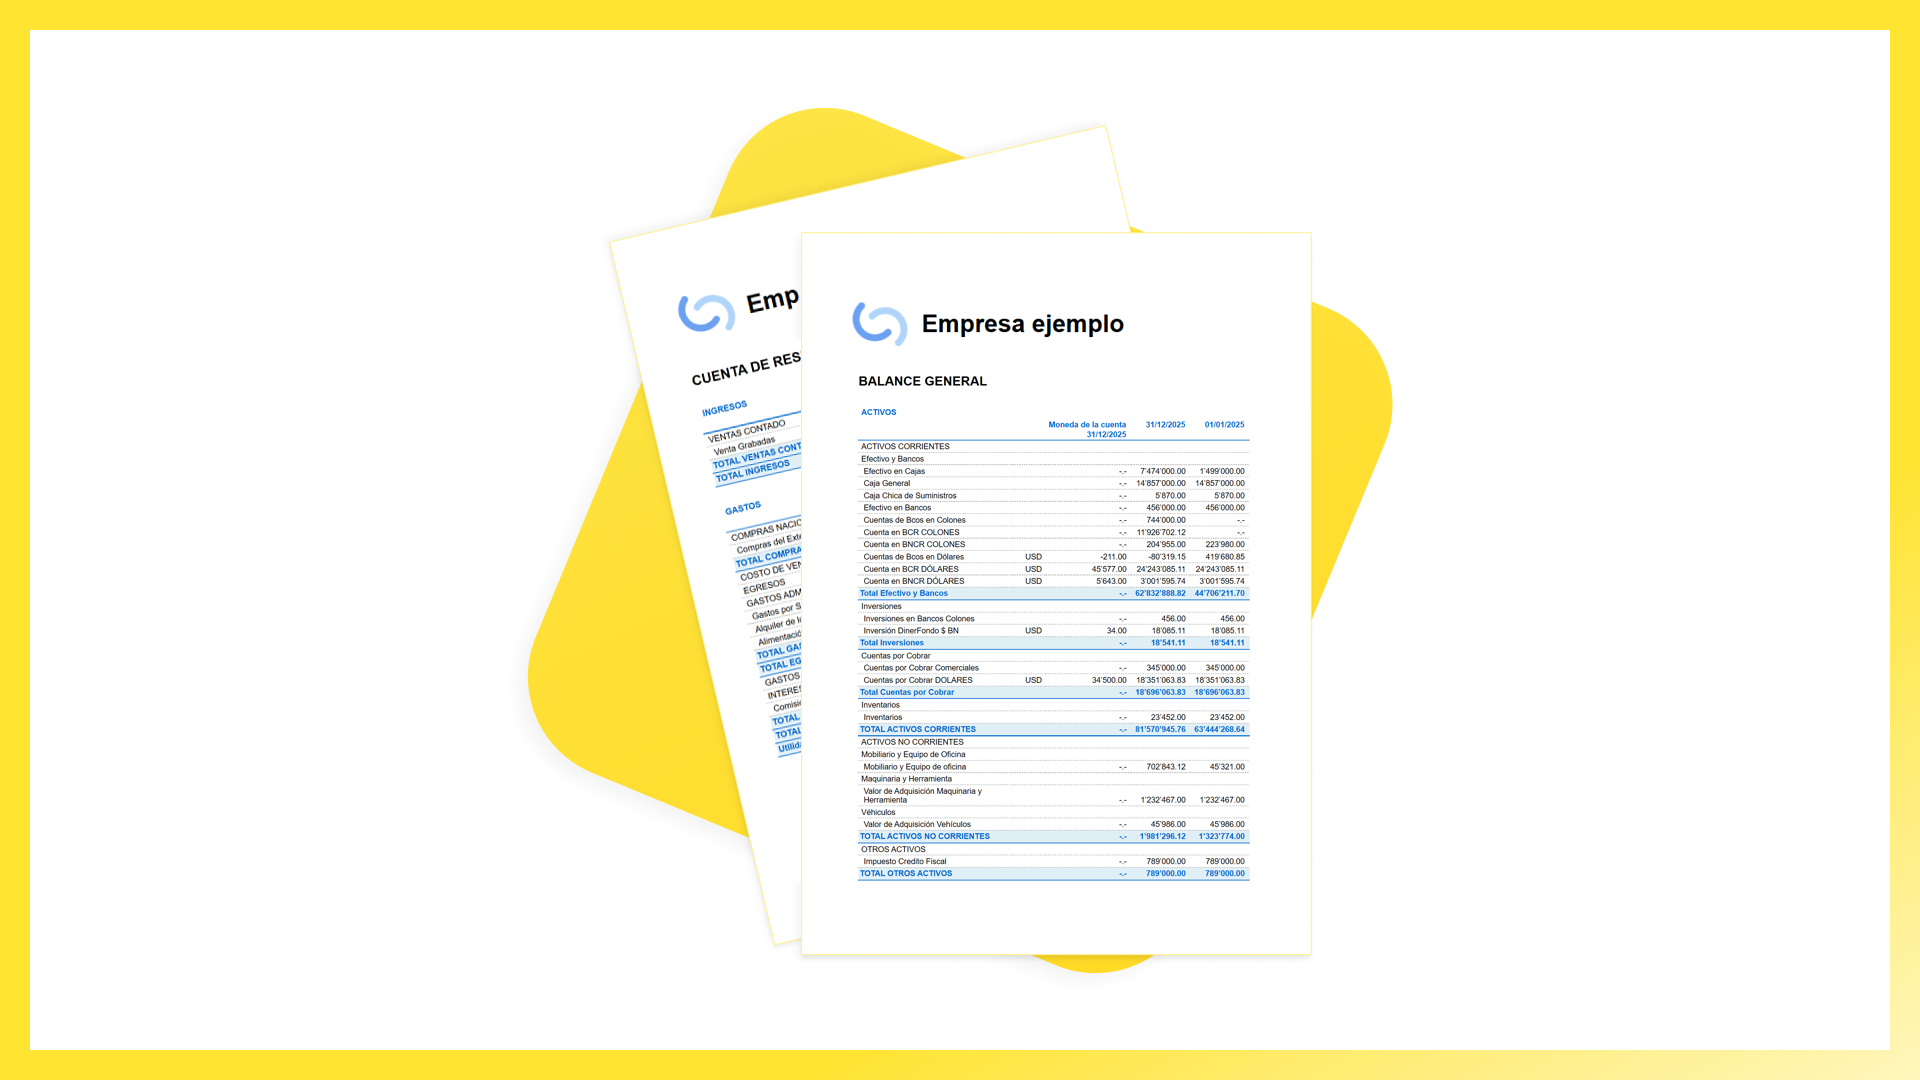 Emp
CUENTA DE RES
INGRESOS
VENTAS CONTADO
Venta Grabadas
TOTAL VENTAS CONT
TOTAL INGRESOS
GASTOS
COMPRAS NACIO
Compras del Exte
TOTAL COMPRA
COSTO DE VEN
EGRESOS
GASTOS ADM
Gastos por S
Alquiler de
Alimentació
TOTAL GA
TOTAL EG
GASTOS
INTERES
Comisi
TOTAL
TOTAL
Utilida
Empresa ejemplo
BALANCE GENERAL
ACTIVOS
Moneda de la cuenta 31/12/2025 01/01/2025
31/12/2025
ACTIVOS CORRIENTES
Efectivo y Bancos
Efectivo en Cajas -.- 7'474'000.00 1'499'000.00
Caja General -.- 14'857'000.00 14'857'000.00
Caja Chica de Suministros -.- 5'870.00 5'870.00
Efectivo en Bancos -.- 456'000.00 456'000.00
Cuentas de Bcos en Colones -.- 744'000.00 -.-
Cuenta en BCR COLONES -.- 11'926'702.12 -.-
Cuenta en BNCR COLONES -.- 204'955.00 223'980.00
Cuentas de Bcos en Dólares USD -211.00 -80'319.15 419'680.85
Cuenta en BCR DÓLARES USD 45'577.00 24'243'085.11 24'243'085.11
Cuenta en BNCR DÓLARES USD 5'643.00 3'001'595.74 3'001'595.74
Total Efectivo y Bancos -.- 62'832'888.82 44'706'211.70
Inversiones
Inversiones en Bancos Colones -.- 456.00 456.00
Inversión DinerFondo $ BN USD 34.00 18'085.11 18'085.11
Total Inversiones -.- 18'541.11 18'541.11
Cuentas por Cobrar
Cuentas por Cobrar Comerciales -.- 345'000.00 345'000.00
Cuentas por Cobrar DOLARES USD 34'500.00 18'351'063.83 18'351'063.83
Total Cuentas por Cobrar -.- 18'696'063.83 18'696'063.83
Inventarios
Inventarios -.- 23'452.00 23'452.00
TOTAL ACTIVOS CORRIENTES -.- 81'570'945.76 63'444'268.64
ACTIVOS NO CORRIENTES
Mobiliario y Equipo de Oficina
Mobiliario y Equipo de oficina -.- 702'843.12 45'321.00
Maquinaria y Herramienta
Valor de Adquisición Maquinaria y
Herramienta -.- 1'232'467.00 1'232'467.00
Véhiculos
Valor de Adquisición Vehículos -.- 45'986.00 45'986.00
TOTAL ACTIVOS NO CORRIENTES -.- 1'981'296.12 1'323'774.00
OTROS ACTIVOS
Impuesto Credito Fiscal -.- 789'000.00 789'000.00
TOTAL OTROS ACTIVOS -.- 789'000.00 789'000.00